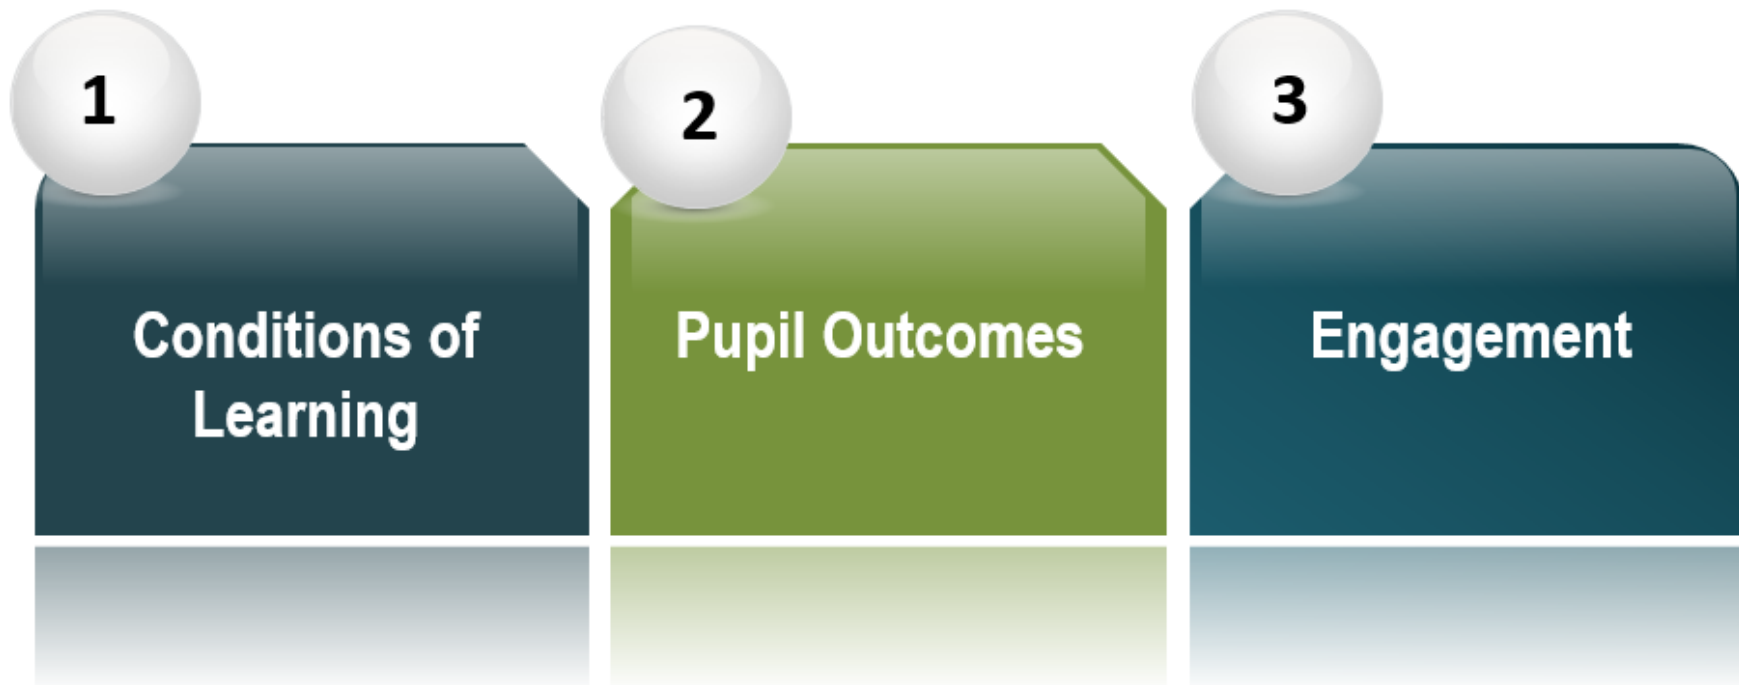 1
Conditions of
Learning
2
Pupil Outcomes
3
Engagement